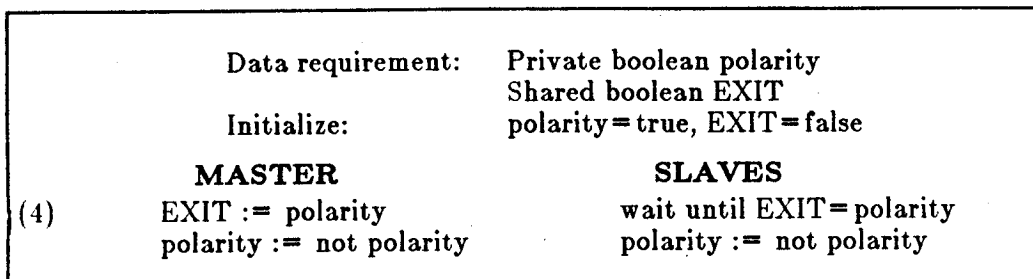 Data requirement: Private boolean polarity
Shared boolean EXIT
Initialize: polarity=true, EXIT=false
MASTER SLAVES
(4) EXIT := polarity wait until EXIT=polarity
polarity := not polarity polarity := not polarity